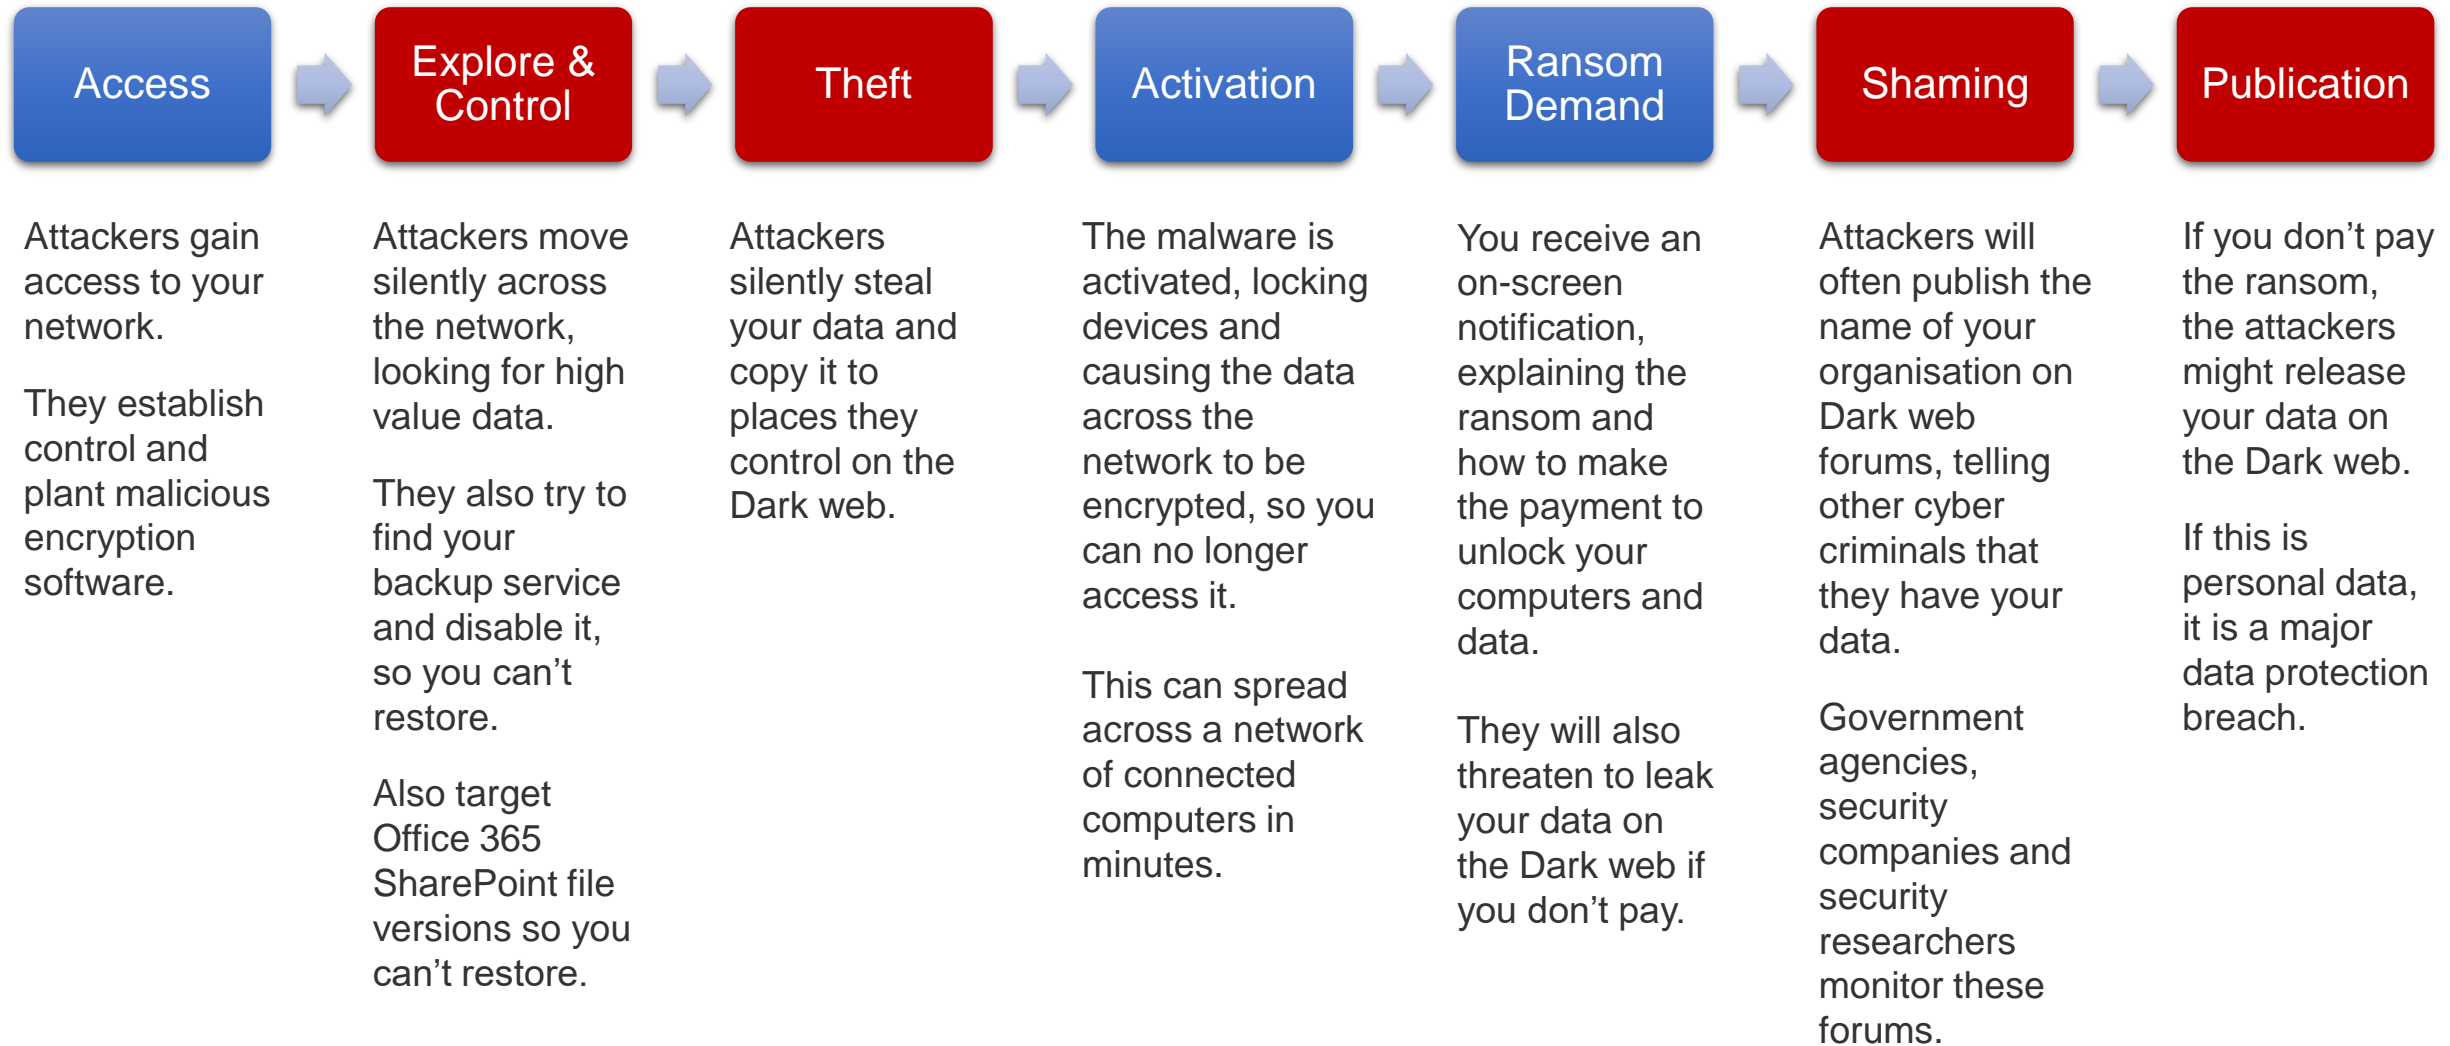 Access
Explore &
Control
Theft
Activation
Ransom
Demand
Shaming
Publication
Attackers gain
access to your
network.
They establish
control and
plant malicious
encryption
software.
Attackers move
silently across
the network,
looking for high
value data.
They also try to
find your
backup service
and disable it,
so you can’t
restore.
Also target
Office 365
SharePoint file
versions so you
can’t restore.
Attackers
silently steal
your data and
copy it to
places they
control on the
Dark web.
The malware is
activated, locking
devices and
causing the data
across the
network to be
encrypted, so you
can no longer
access it.
This can spread
across a network
of connected
computers in
minutes.
You receive an
on-screen
notification,
explaining the
ransom and
how to make
the payment to
unlock your
computers and
data.
They will also
threaten to leak
your data on
the Dark web if
you don’t pay.
Attackers will
often publish the
name of your
organisation on
Dark web
forums, telling
other cyber
criminals that
they have your
data.
Government
agencies,
security
companies and
security
researchers
monitor these
forums.
If you don’t pay
the ransom,
the attackers
might release
your data on
the Dark web.
If this is
personal data,
it is a major
data protection
breach.